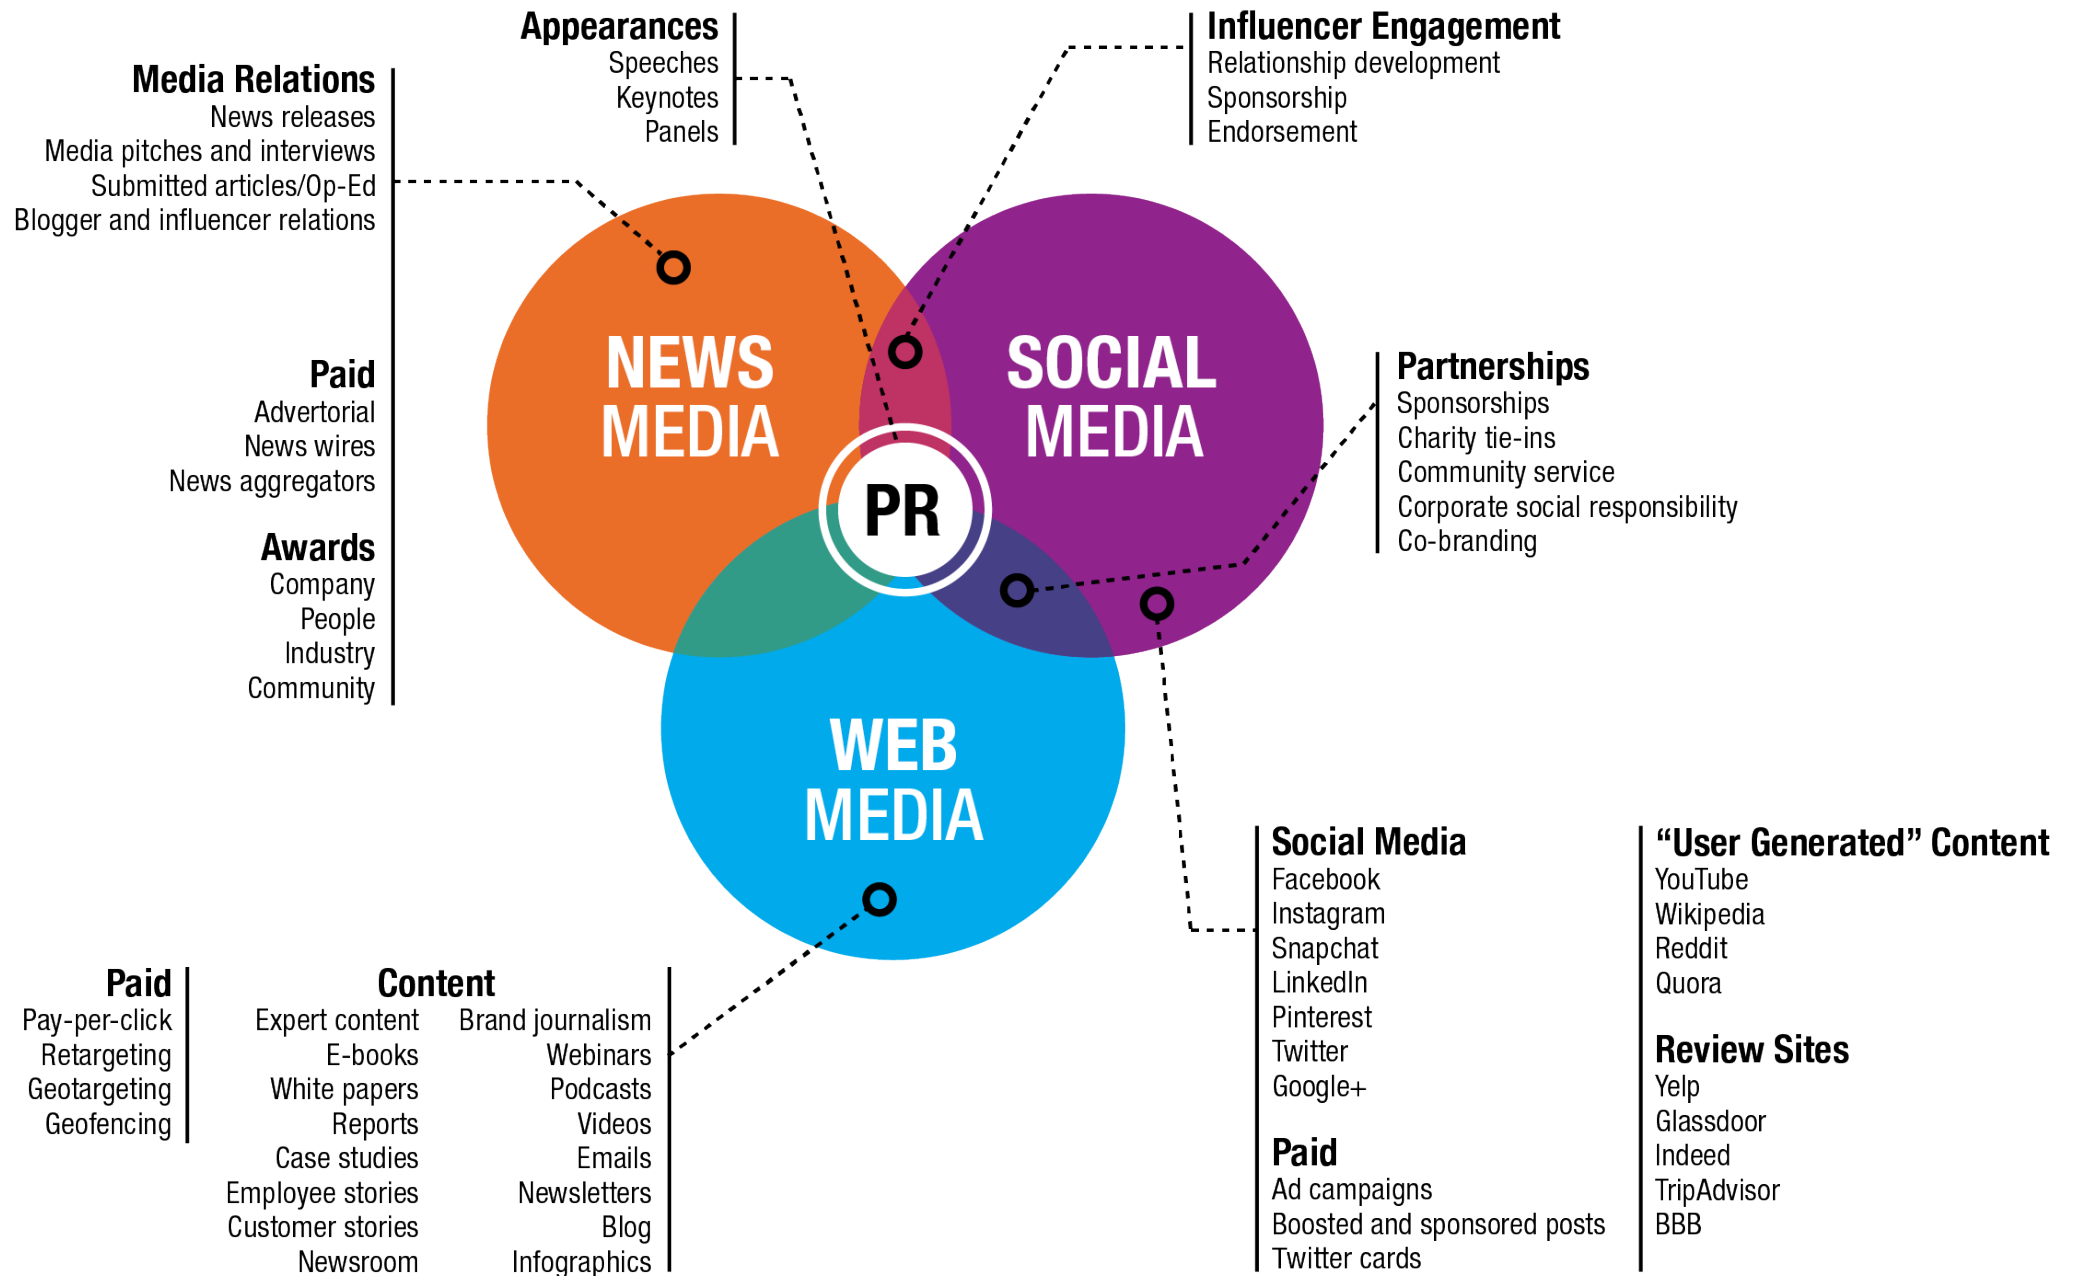 Appearances
Speeches
Keynotes
Panels
Influencer Engagement
Relationship development
Sponsorship
Endorsement
Media Relations
News releases
Media pitches and interviews
Submitted articles/Op-Ed
Blogger and influencer relations
Paid
Advertorial
News wires
News aggregators
Awards
Company
People
Industry
Community
NEWS
MEDIA
SOCIAL
MEDIA
PR
WEB
MEDIA
Partnerships
Sponsorships
Charity tie-ins
Community service
Corporate social responsibility
Co-branding
Paid
Pay-per-click
Retargeting
Geotargeting
Geofencing
Content
Expert content
E-books
White papers
Reports
Case studies
Employee stories
Customer stories
Newsroom
Brand journalism
Webinars
Podcasts
Videos
Emails
Newsletters
Blog
Infographics
Social Media
Facebook
Instagram
Snapchat
LinkedIn
Pinterest
Twitter
Google+
Paid
Ad campaigns
Boosted and sponsored posts
Twitter cards
“User Generated” Content
YouTube
Wikipedia
Reddit
Quora
Review Sites
Yelp
Glassdoor
Indeed
TripAdvisor
BBB